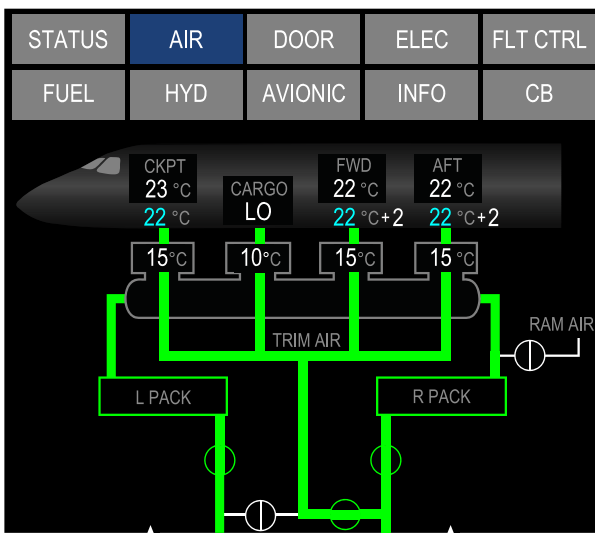 STATUS AIR DOOR ELEC FLT CTRL
FUEL HYD AVIONIC INFO CB
CKPT FWD AFT
23 °C CARGO 22 °C 22 °C
22 °C LO 22 °C+2 22 °C+2
15°C 10°C 15°C 15 °C
RAM AIR
TRIM AIR
L PACK R PACK